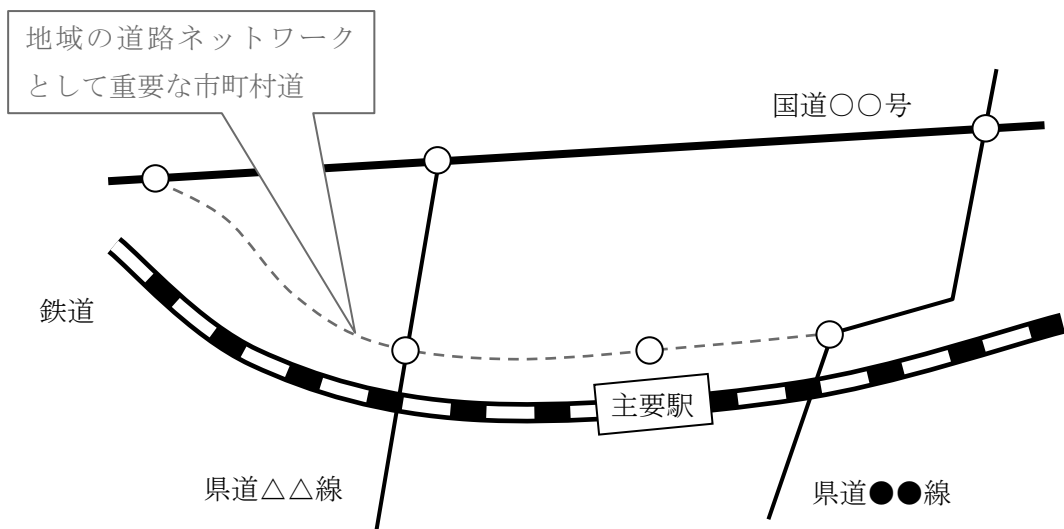 地域の道路ネットワーク
として重要な市町村道
国道○○号
鉄道
主要駅
県道△△線
県道●●線